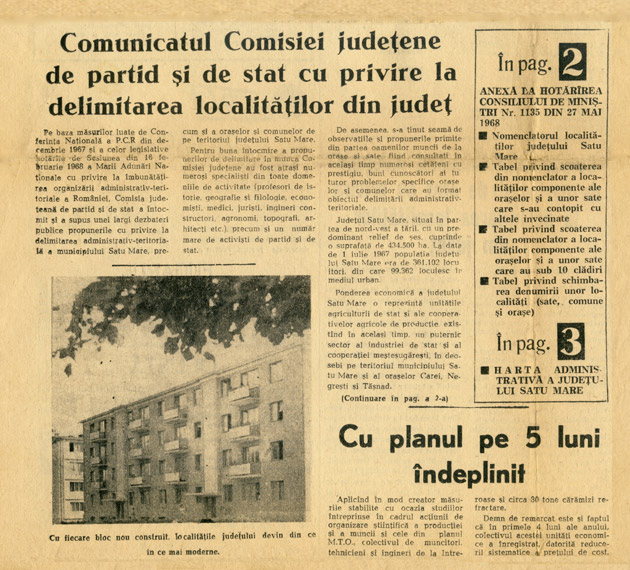 Comunicatul Comisiei județene
de partid și de stat cu privire la
delimitarea localităților din județ
Pe baza măsurilor luate de Con-
ferința Națională a P.C.R din de-
cembrie 1967 și a celor legislative
hotărîte de Sesiunea din 16 fe-
bruarie 1968 a Marii Adunări Na-
ționale cu privire la îmbunătăți-
rea organizării administrativ-teri-
toriale a României, Comisia jude-
țeană de partid și de stat a întoc-
mit și a supus unei largi dezbateri
publice propunerile cu privire la
delimitarea administrativ-teritoria-
lă a municipiului Satu Mare, pre-
cum și a orașelor și comunelor de
pe teritoriul județului Satu Mare.
Pentru buna întocmire a propu-
nerilor de delimitare în munca Co-
misiei județene au fost atrași nu-
meroși specialiști din toate dome-
niile de activitate (profesori de is-
torie, geografie și filologie, econo-
miști, medici, juriști, ingineri con-
structori, agronomi, topografi, ar-
hitecți etc.), precum și un număr
mare de activiști de partid și de
stat.
De asemenea, s-a ținut seamă de
observațiile și propunerile primite
din partea oamenilor muncii de la
orașe și sate fiind consultați în
același timp numeroși cetățeni cu
prestigiu, buni cunoscători ai tu-
turor problemelor specifice orașe-
lor și comunelor care au format
obiectul delimitării administrativ-
teritoriale.
Județul Satu Mare, situat în par-
tea de nord-vest a țării, cu un pre-
dominant relief de șes, cuprinde
o suprafață de 434.500 ha. La data
de 1 iulie 1967 populația județu-
lui Satu Mare era de 361.102 locu-
itori, din care 99.362 locuiesc în
mediul urban.
Ponderea economică a județului
Satu Mare o reprezintă unitățile
agriculturii de stat și ale coopera-
tivelor agricole de producție exis-
tînd în același timp, un puternic
sector al industriei de stat și al
cooperației meșteșugărești, în deo-
sebi pe teritoriul municipiului Sa-
tu Mare și al orașelor Carei, Ne-
grești și Tășnad.
(Continuare în pag. a 2-a)
În pag. 2
ANEXĂ LA HOTĂRÎREA
CONSILIULUI DE MINIȘ-
TRI Nr. 1135 DIN 27 MAI
1968
Nomenclatorul localită-
ților județului Satu
Mare
Tabel privind scoaterea
din nomenclator a loca-
lităților componente ale
orașelor și a unor sate
care s-au contopit cu
altele învecinate
Tabel privind scoaterea
din nomenclator a loca-
lităților componente ale
orașelor și a unor sate
care au sub 10 clădiri
Tabel privind schimba-
rea denumirii unor lo-
calități (sate, comune
și orașe)
În pag. 3
HARTA ADMINIS-
TRATIVĂ A JUDEȚU-
LUI SATU MARE
Cu fiecare bloc nou construit, localitățile județului devin din ce
în ce mai moderne.
Cu planul pe 5 luni
îndeplinit
Aplicînd în mod creator măsu-
rile stabilite cu ocazia studiilor
întreprinse în cadrul acțiunii de
organizare științifică a producției
și a muncii și cele din planul
M.T.O., colectivul de muncitori,
tehnicieni și ingineri de la între-
roase și circa 30 tone cărămizi re-
fractare.
Demn de remarcat este și faptul
că în primele 4 luni ale anului,
colectivul acestei unități economi-
ce a înregistrat, datorită reduce-
rii sistematice a prețului de cost,